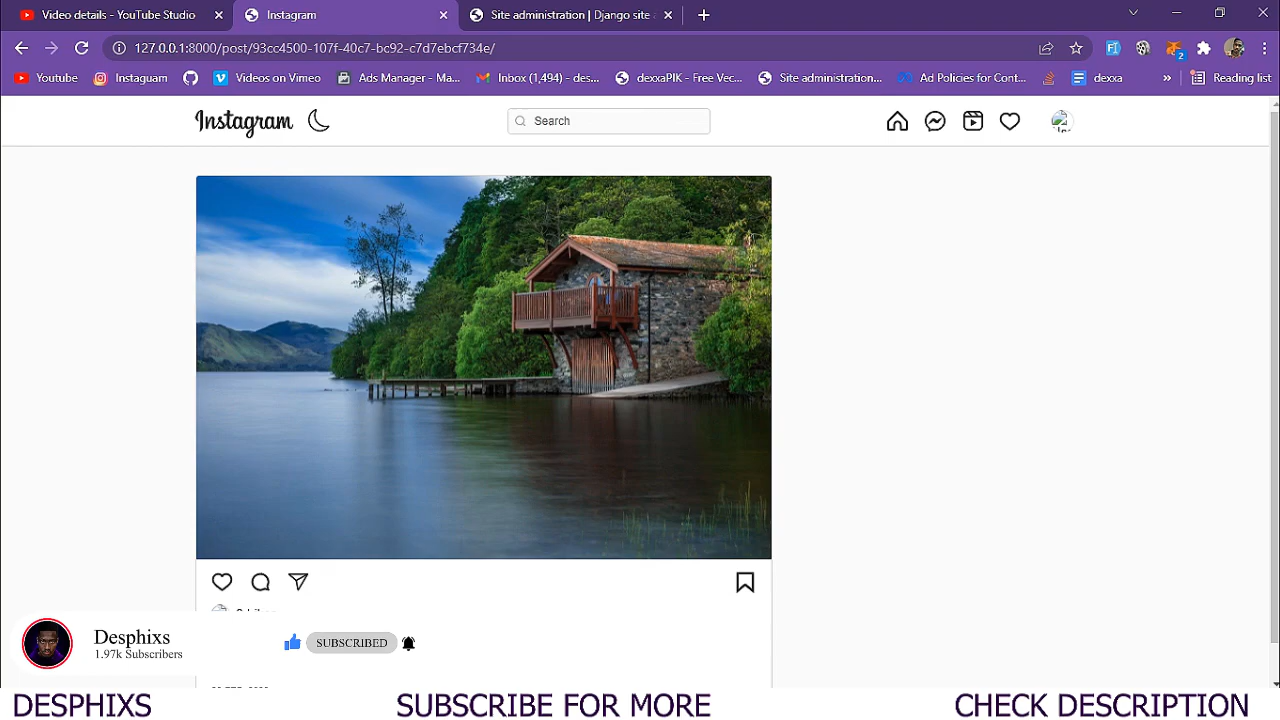 Video details - YouTube Studio
Instagram
Site administration | Django site
127.0.0.1:8000/post/93cc4500-107f-40c7-bc92-c7d7ebcf734e/
2
Youtube
Instaguam
Videos on Vimeo
Ads Manager - Ma...
Inbox (1,494) - des...
dexxaPIK - Free Vec...
Site administration...
Ad Policies for Cont...
dexxa
»
Reading list
Instagram
Search
Desphixs
1.97k Subscribers
SUBSCRIBED
DESPHIXS
SUBSCRIBE FOR MORE
CHECK DESCRIPTION